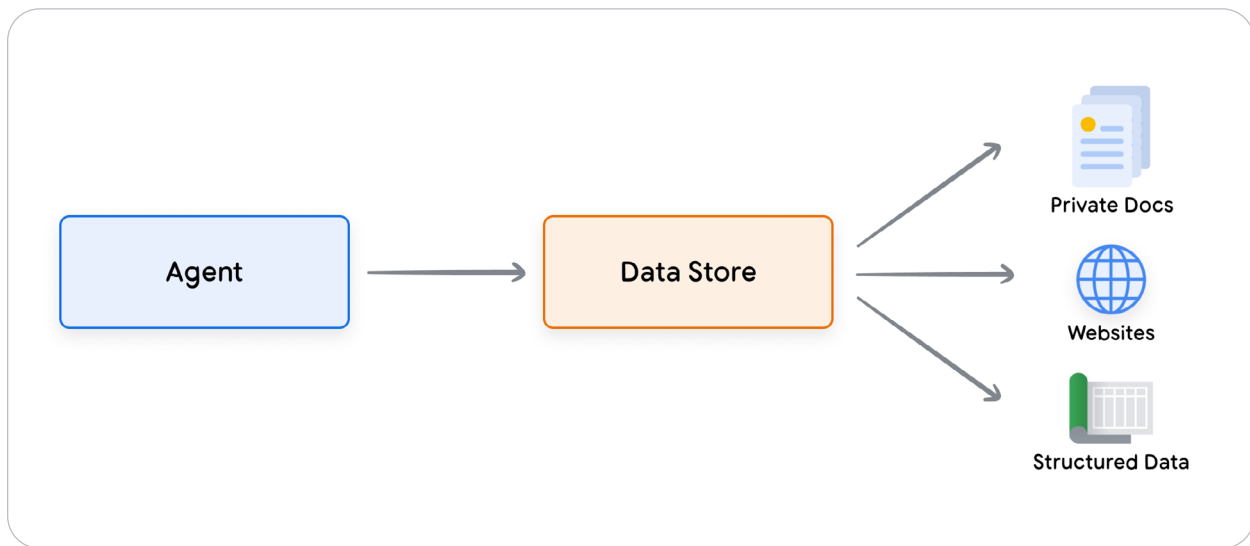 Agent
Data Store
Private Docs
Websites
Structured Data